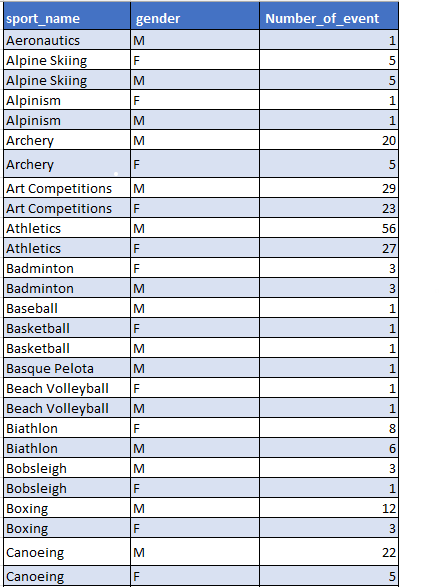 sport_name gender Number_of_event
Aeronautics M 1
Alpine Skiing F 5
Alpine Skiing M 5
Alpinism F 1
Alpinism M 1
Archery M 20
Archery F 5
Art Competitions M 29
Art Competitions F 23
Athletics M 56
Athletics F 27
Badminton F 3
Badminton M 3
Baseball M 1
Basketball F 1
Basketball M 1
Basque Pelota M 1
Beach Volleyball F 1
Beach Volleyball M 1
Biathlon F 8
Biathlon M 6
Bobsleigh M 3
Bobsleigh F 1
Boxing M 12
Boxing F 3
Canoeing M 22
Canoeing F 5